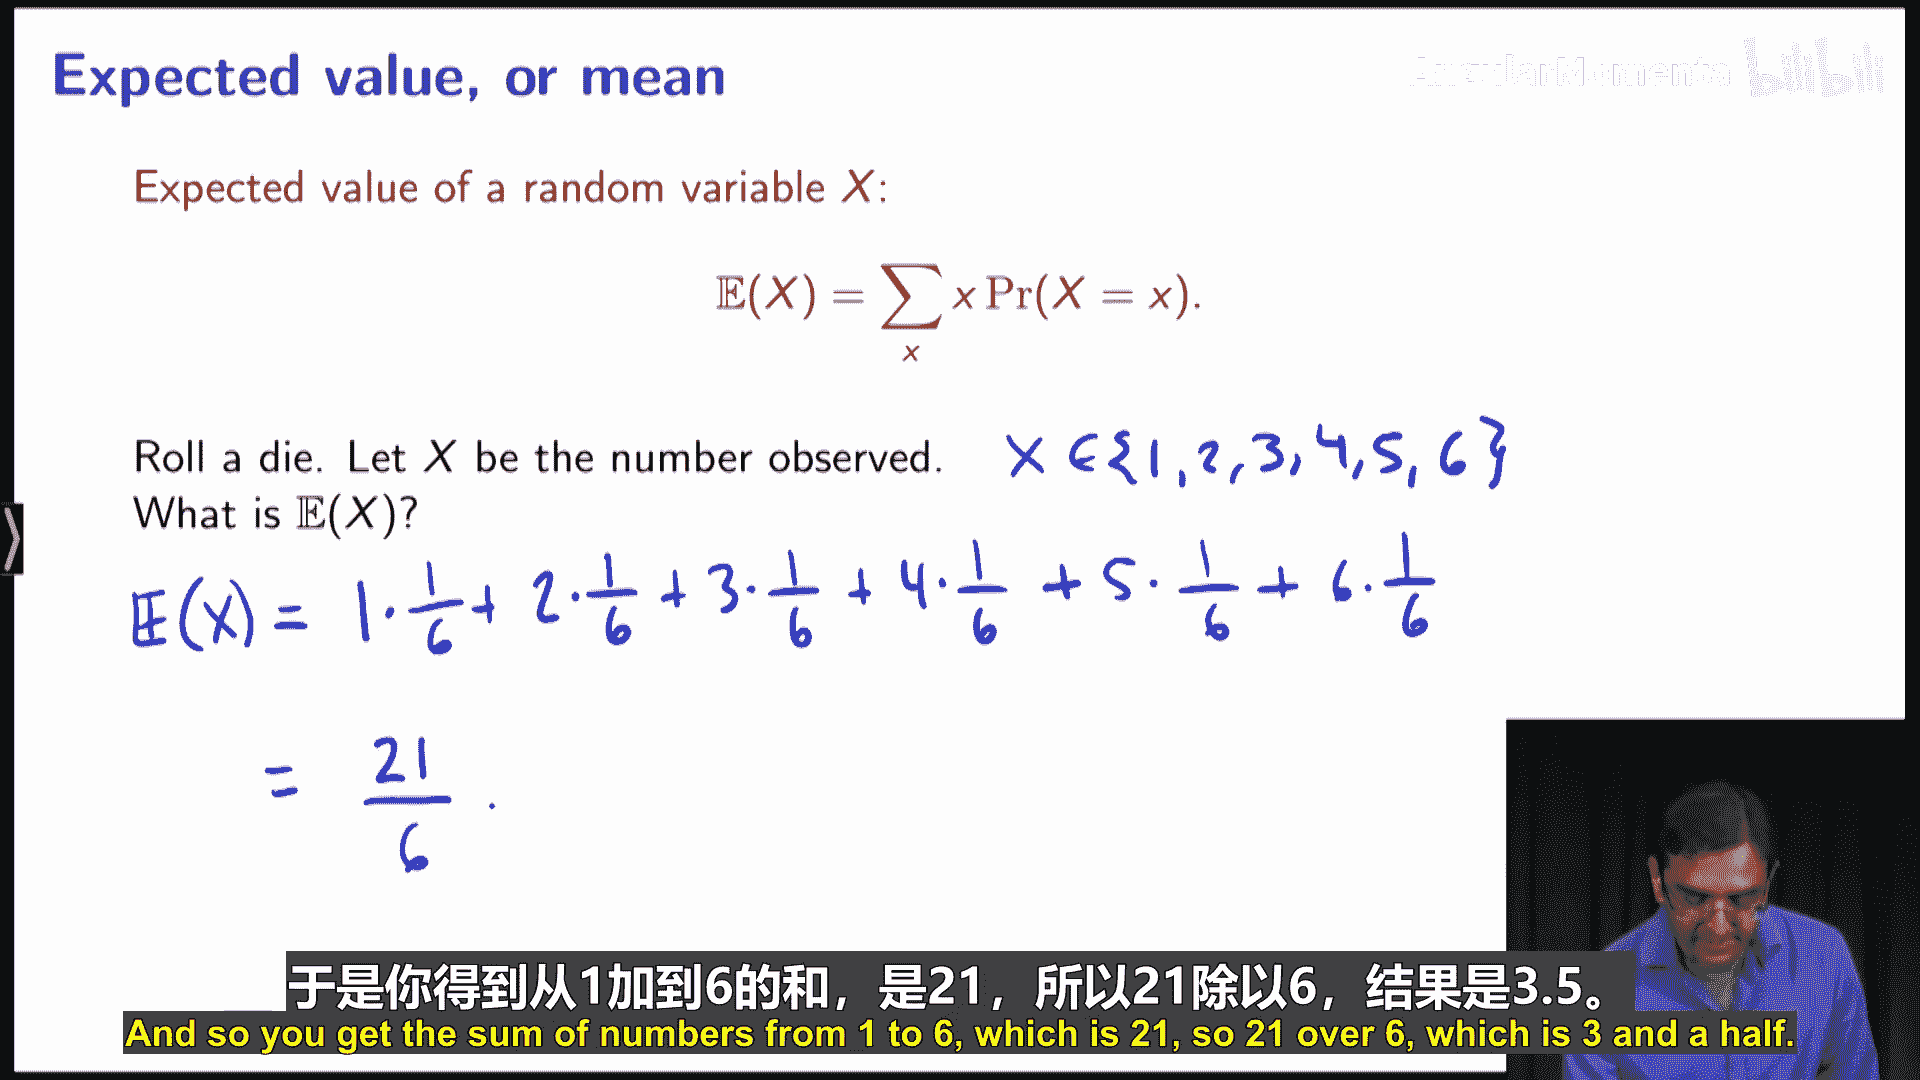 Expected value, or mean
bilibili
Expected value of a random variable X:
𝔼(X) = ∑ x Pr(X = x).
x
Roll a die. Let X be the number observed. X ∈ {1, 2, 3, 4, 5, 6}
What is 𝔼(X)?
𝔼(X) = 1 · 1/6 + 2 · 1/6 + 3 · 1/6 + 4 · 1/6 + 5 · 1/6 + 6 · 1/6
= 21/6 .
于是你得到从1加到6的和，是21，所以21除以6，结果是3.5。
And so you get the sum of numbers from 1 to 6, which is 21, so 21 over 6, which is 3 and a half.